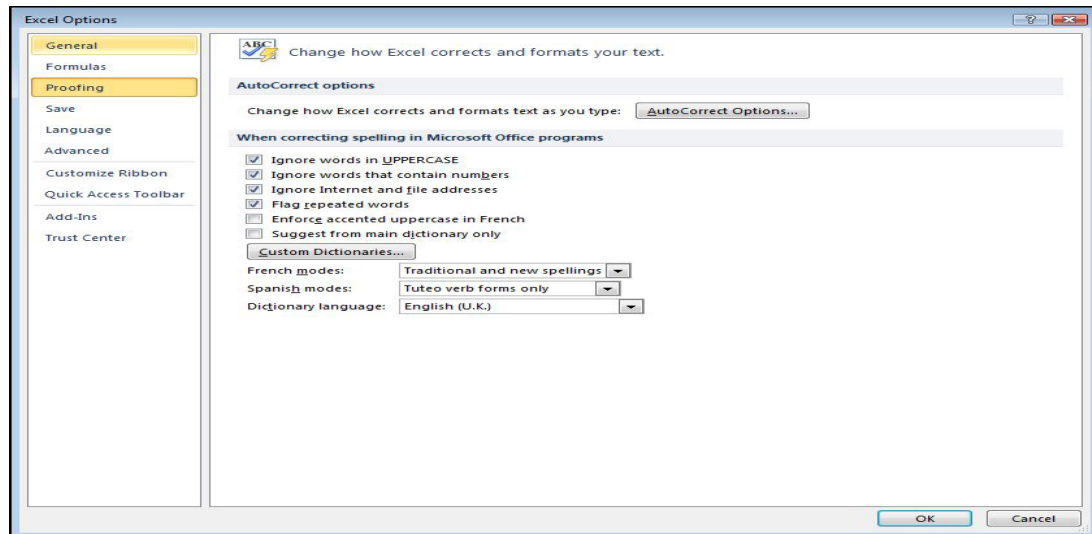 Excel Options
General
Formulas
Proofing
Save
Language
Advanced
Customize Ribbon
Quick Access Toolbar
Add-Ins
Trust Center
ABC
Change how Excel corrects and formats your text.
AutoCorrect options
Change how Excel corrects and formats text as you type: AutoCorrect Options...
When correcting spelling in Microsoft Office programs
Ignore words in UPPERCASE
Ignore words that contain numbers
Ignore Internet and file addresses
Flag repeated words
Enforce accented uppercase in French
Suggest from main dictionary only
Custom Dictionaries...
French modes: Traditional and new spellings
Spanish modes: Tuteo verb forms only
Dictionary language: English (U.K.)
OK Cancel